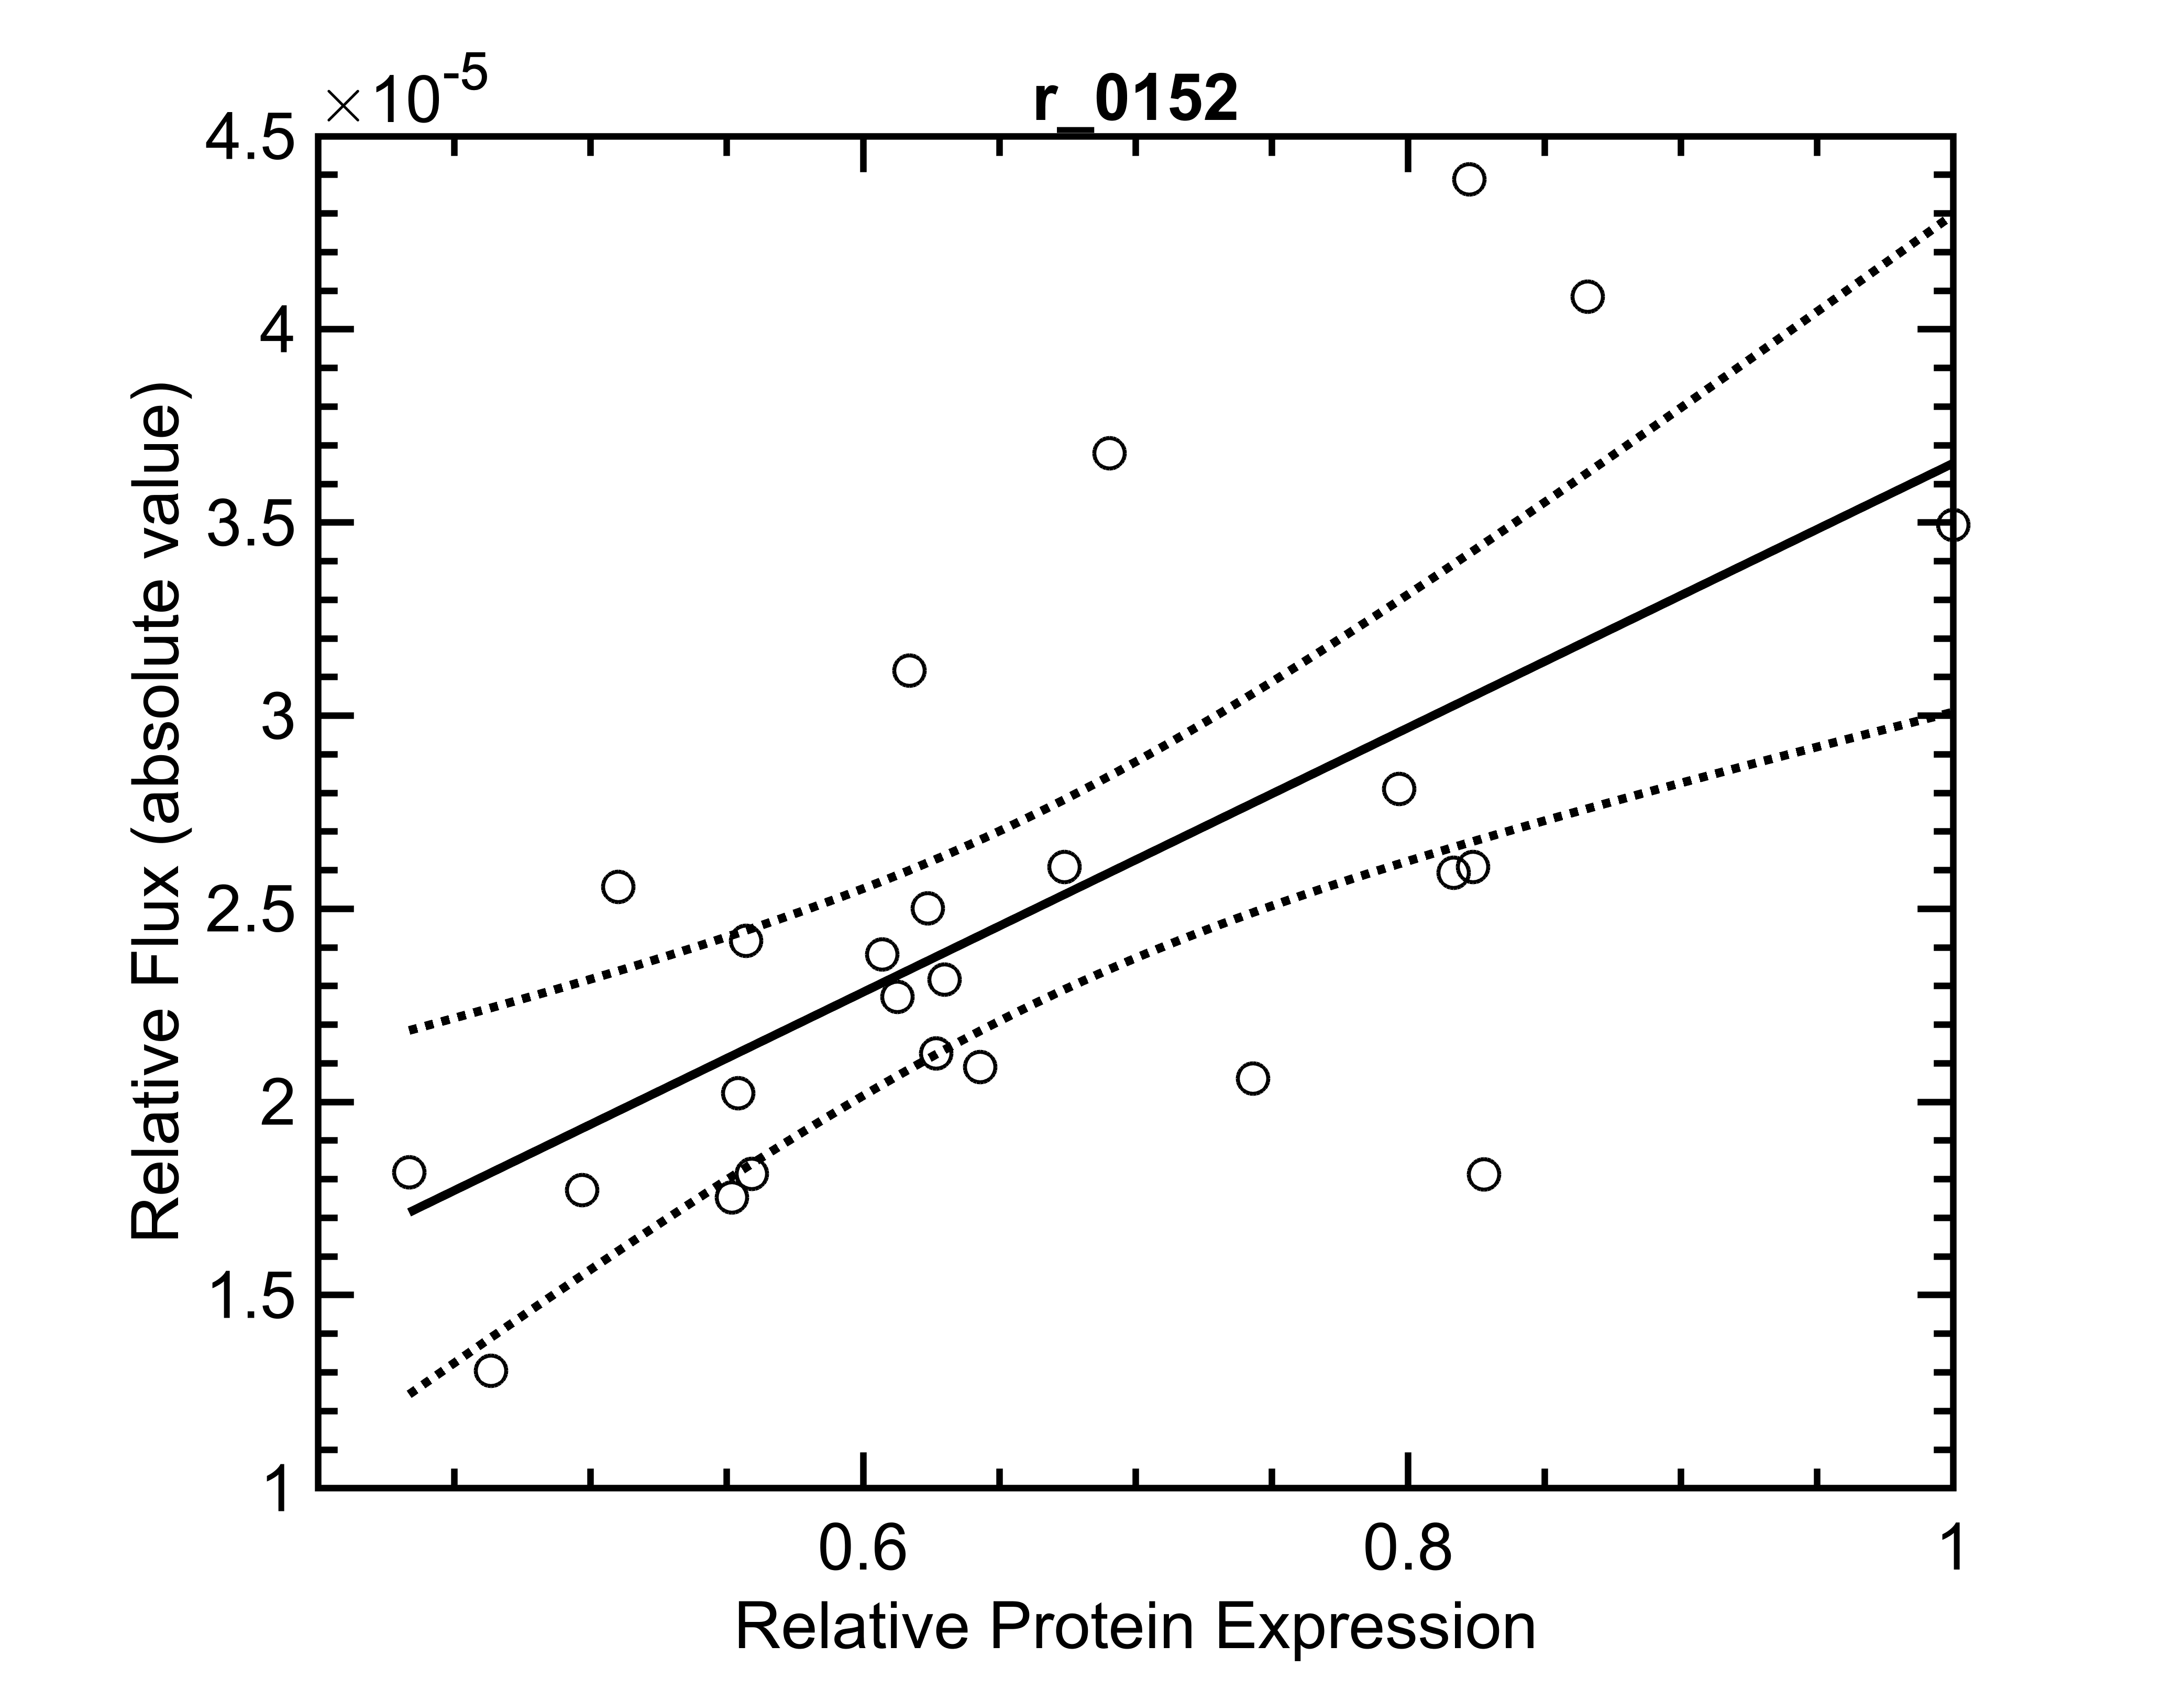 ×10-5
r_0152
4.5
4
3.5
3
2.5
2
1.5
1
Relative Flux (absolute value)
0.6 0.8 1
Relative Protein Expression